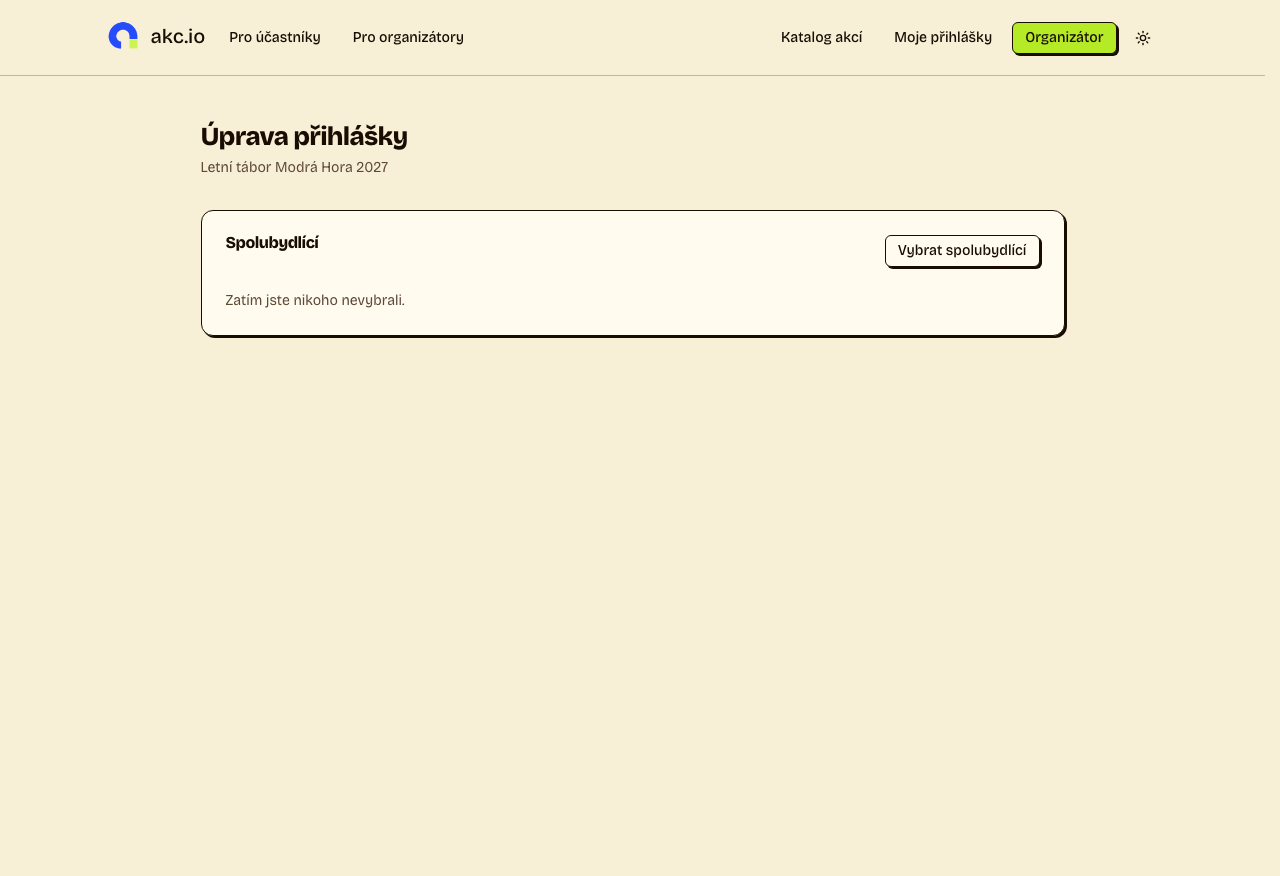 akc.io Pro účastníky Pro organizátory Katalog akcí Moje přihlášky Organizátor
Úprava přihlášky
Letní tábor Modrá Hora 2027
Spolubydlící Vybrat spolubydlící
Zatím jste nikoho nevybrali.